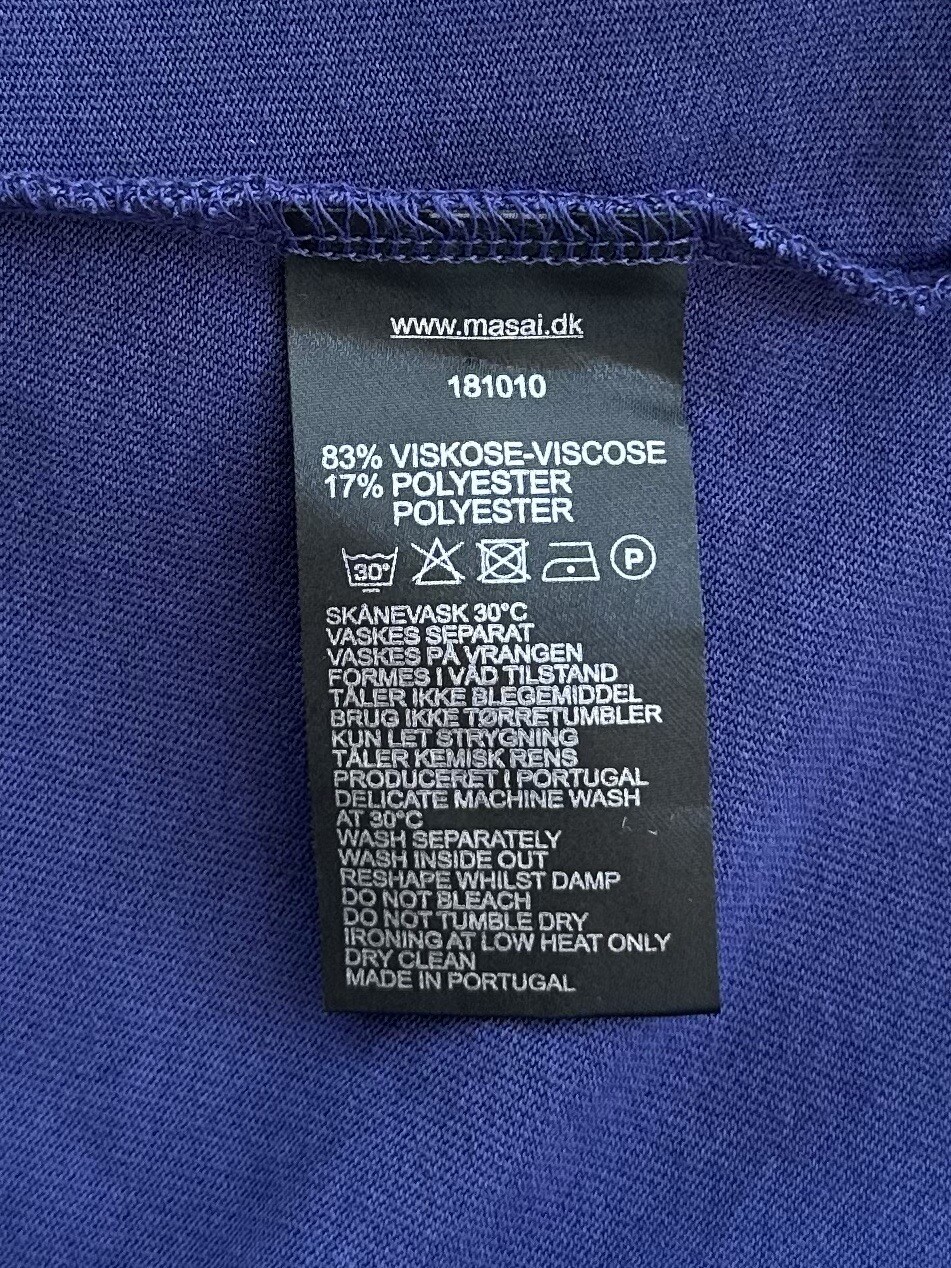 www.masai.dk
181010
83% VISKOSE-VISCOSE
17% POLYESTER
POLYESTER
30° P
SKÅNEVASK 30°C
VASKES SEPARAT
VASKES PÅ VRANGEN
FORMES I VÅD TILSTAND
TÅLER IKKE BLEGEMIDDEL
BRUG IKKE TØRRETUMBLER
KUN LET STRYGNING
TÅLER KEMISK RENS
PRODUCERET I PORTUGAL
DELICATE MACHINE WASH
AT 30°C
WASH SEPARATELY
WASH INSIDE OUT
RESHAPE WHILST DAMP
DO NOT BLEACH
DO NOT TUMBLE DRY
IRONING AT LOW HEAT ONLY
DRY CLEAN
MADE IN PORTUGAL